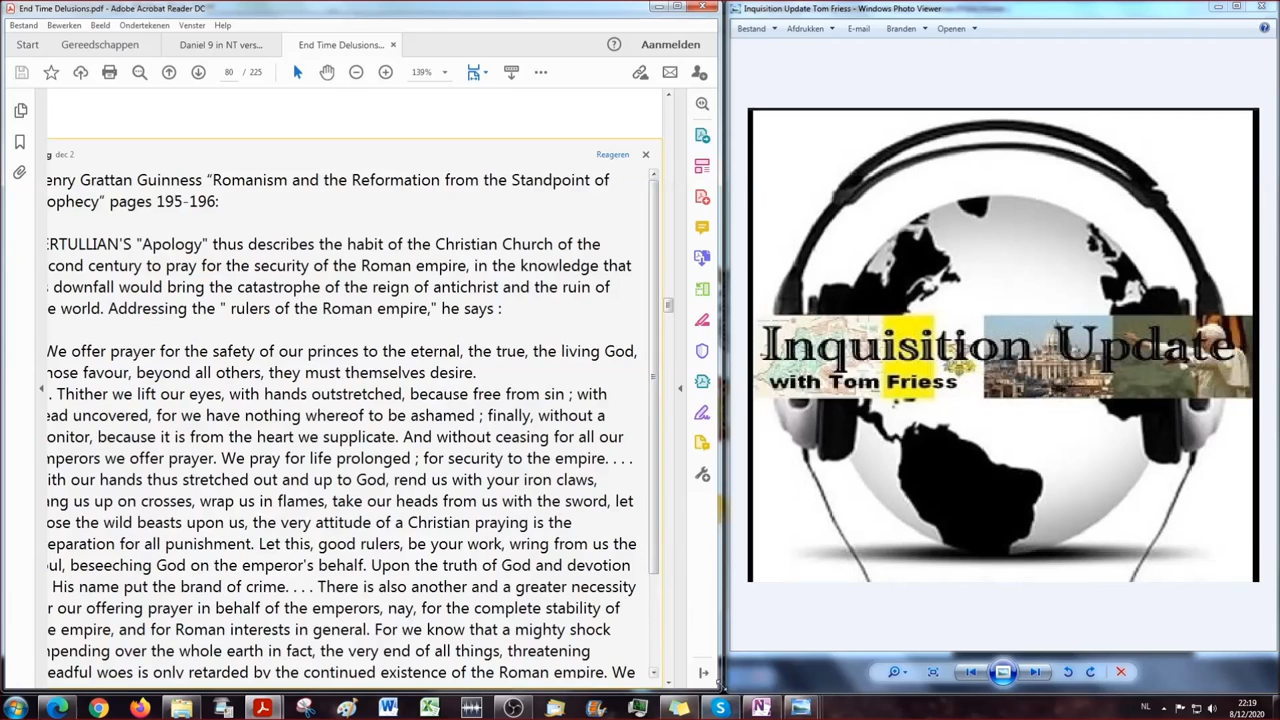 End Time Delusions.pdf - Adobe Acrobat Reader DC
Bestand Bewerken Beeld Ondertekenen Venster Help
Start Gereedschappen Daniel 9 in NT vers... End Time Delusions... × Aanmelden
80 / 225 139%
g dec 2 Reageren
enry Grattan Guinness “Romanism and the Reformation from the Standpoint of
ophecy” pages 195-196:
ERTULLIAN'S "Apology" thus describes the habit of the Christian Church of the
cond century to pray for the security of the Roman empire, in the knowledge that
s downfall would bring the catastrophe of the reign of antichrist and the ruin of
e world. Addressing the " rulers of the Roman empire," he says :
We offer prayer for the safety of our princes to the eternal, the true, the living God,
hose favour, beyond all others, they must themselves desire.
. Thither we lift our eyes, with hands outstretched, because free from sin ; with
ead uncovered, for we have nothing whereof to be ashamed ; finally, without a
onitor, because it is from the heart we supplicate. And without ceasing for all our
mperors we offer prayer. We pray for life prolonged ; for security to the empire. . . .
ith our hands thus stretched out and up to God, rend us with your iron claws,
ang us up on crosses, wrap us in flames, take our heads from us with the sword, let
ose the wild beasts upon us, the very attitude of a Christian praying is the
eparation for all punishment. Let this, good rulers, be your work, wring from us the
ul, beseeching God on the emperor's behalf. Upon the truth of God and devotion
His name put the brand of crime. . . . There is also another and a greater necessity
r our offering prayer in behalf of the emperors, nay, for the complete stability of
e empire, and for Roman interests in general. For we know that a mighty shock
mpending over the whole earth in fact, the very end of all things, threatening
eadful woes is only retarded by the continued existence of the Roman empire. We
Inquisition Update Tom Friess - Windows Photo Viewer
Bestand Afdrukken E-mail Branden Openen
Inquisition Update
with Tom Friess
NL 22:19
8/12/2020